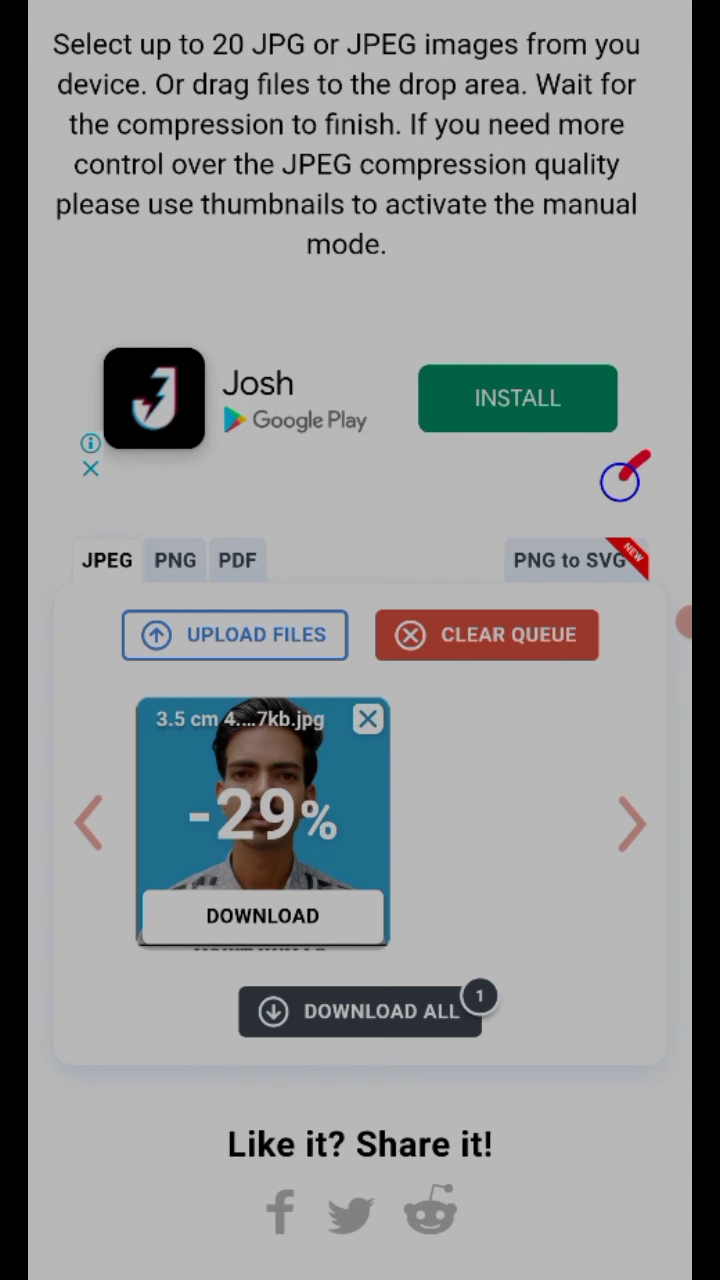 Select up to 20 JPG or JPEG images from you
device. Or drag files to the drop area. Wait for
the compression to finish. If you need more
control over the JPEG compression quality
please use thumbnails to activate the manual
mode.
Josh
Google Play
INSTALL
JPEG PNG PDF PNG to SVG NEW
UPLOAD FILES CLEAR QUEUE
3.5 cm 4....7kb.jpg
-29%
DOWNLOAD
DOWNLOAD ALL 1
Like it? Share it!